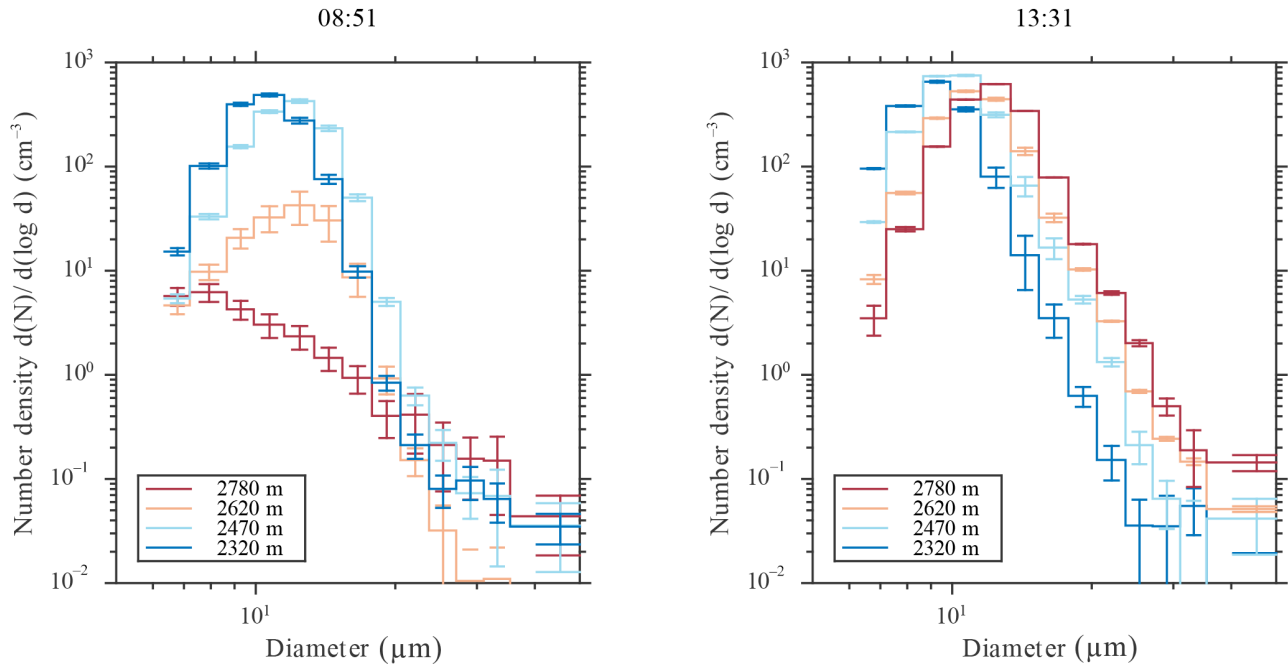 08:51
Number density d(N)/ d(log d) (cm⁻³)
10³
10²
10¹
10⁰
10⁻¹
10⁻²
2780 m
2620 m
2470 m
2320 m
10¹
Diameter (μm)
13:31
Number density d(N)/ d(log d) (cm⁻³)
10³
10²
10¹
10⁰
10⁻¹
10⁻²
2780 m
2620 m
2470 m
2320 m
10¹
Diameter (μm)